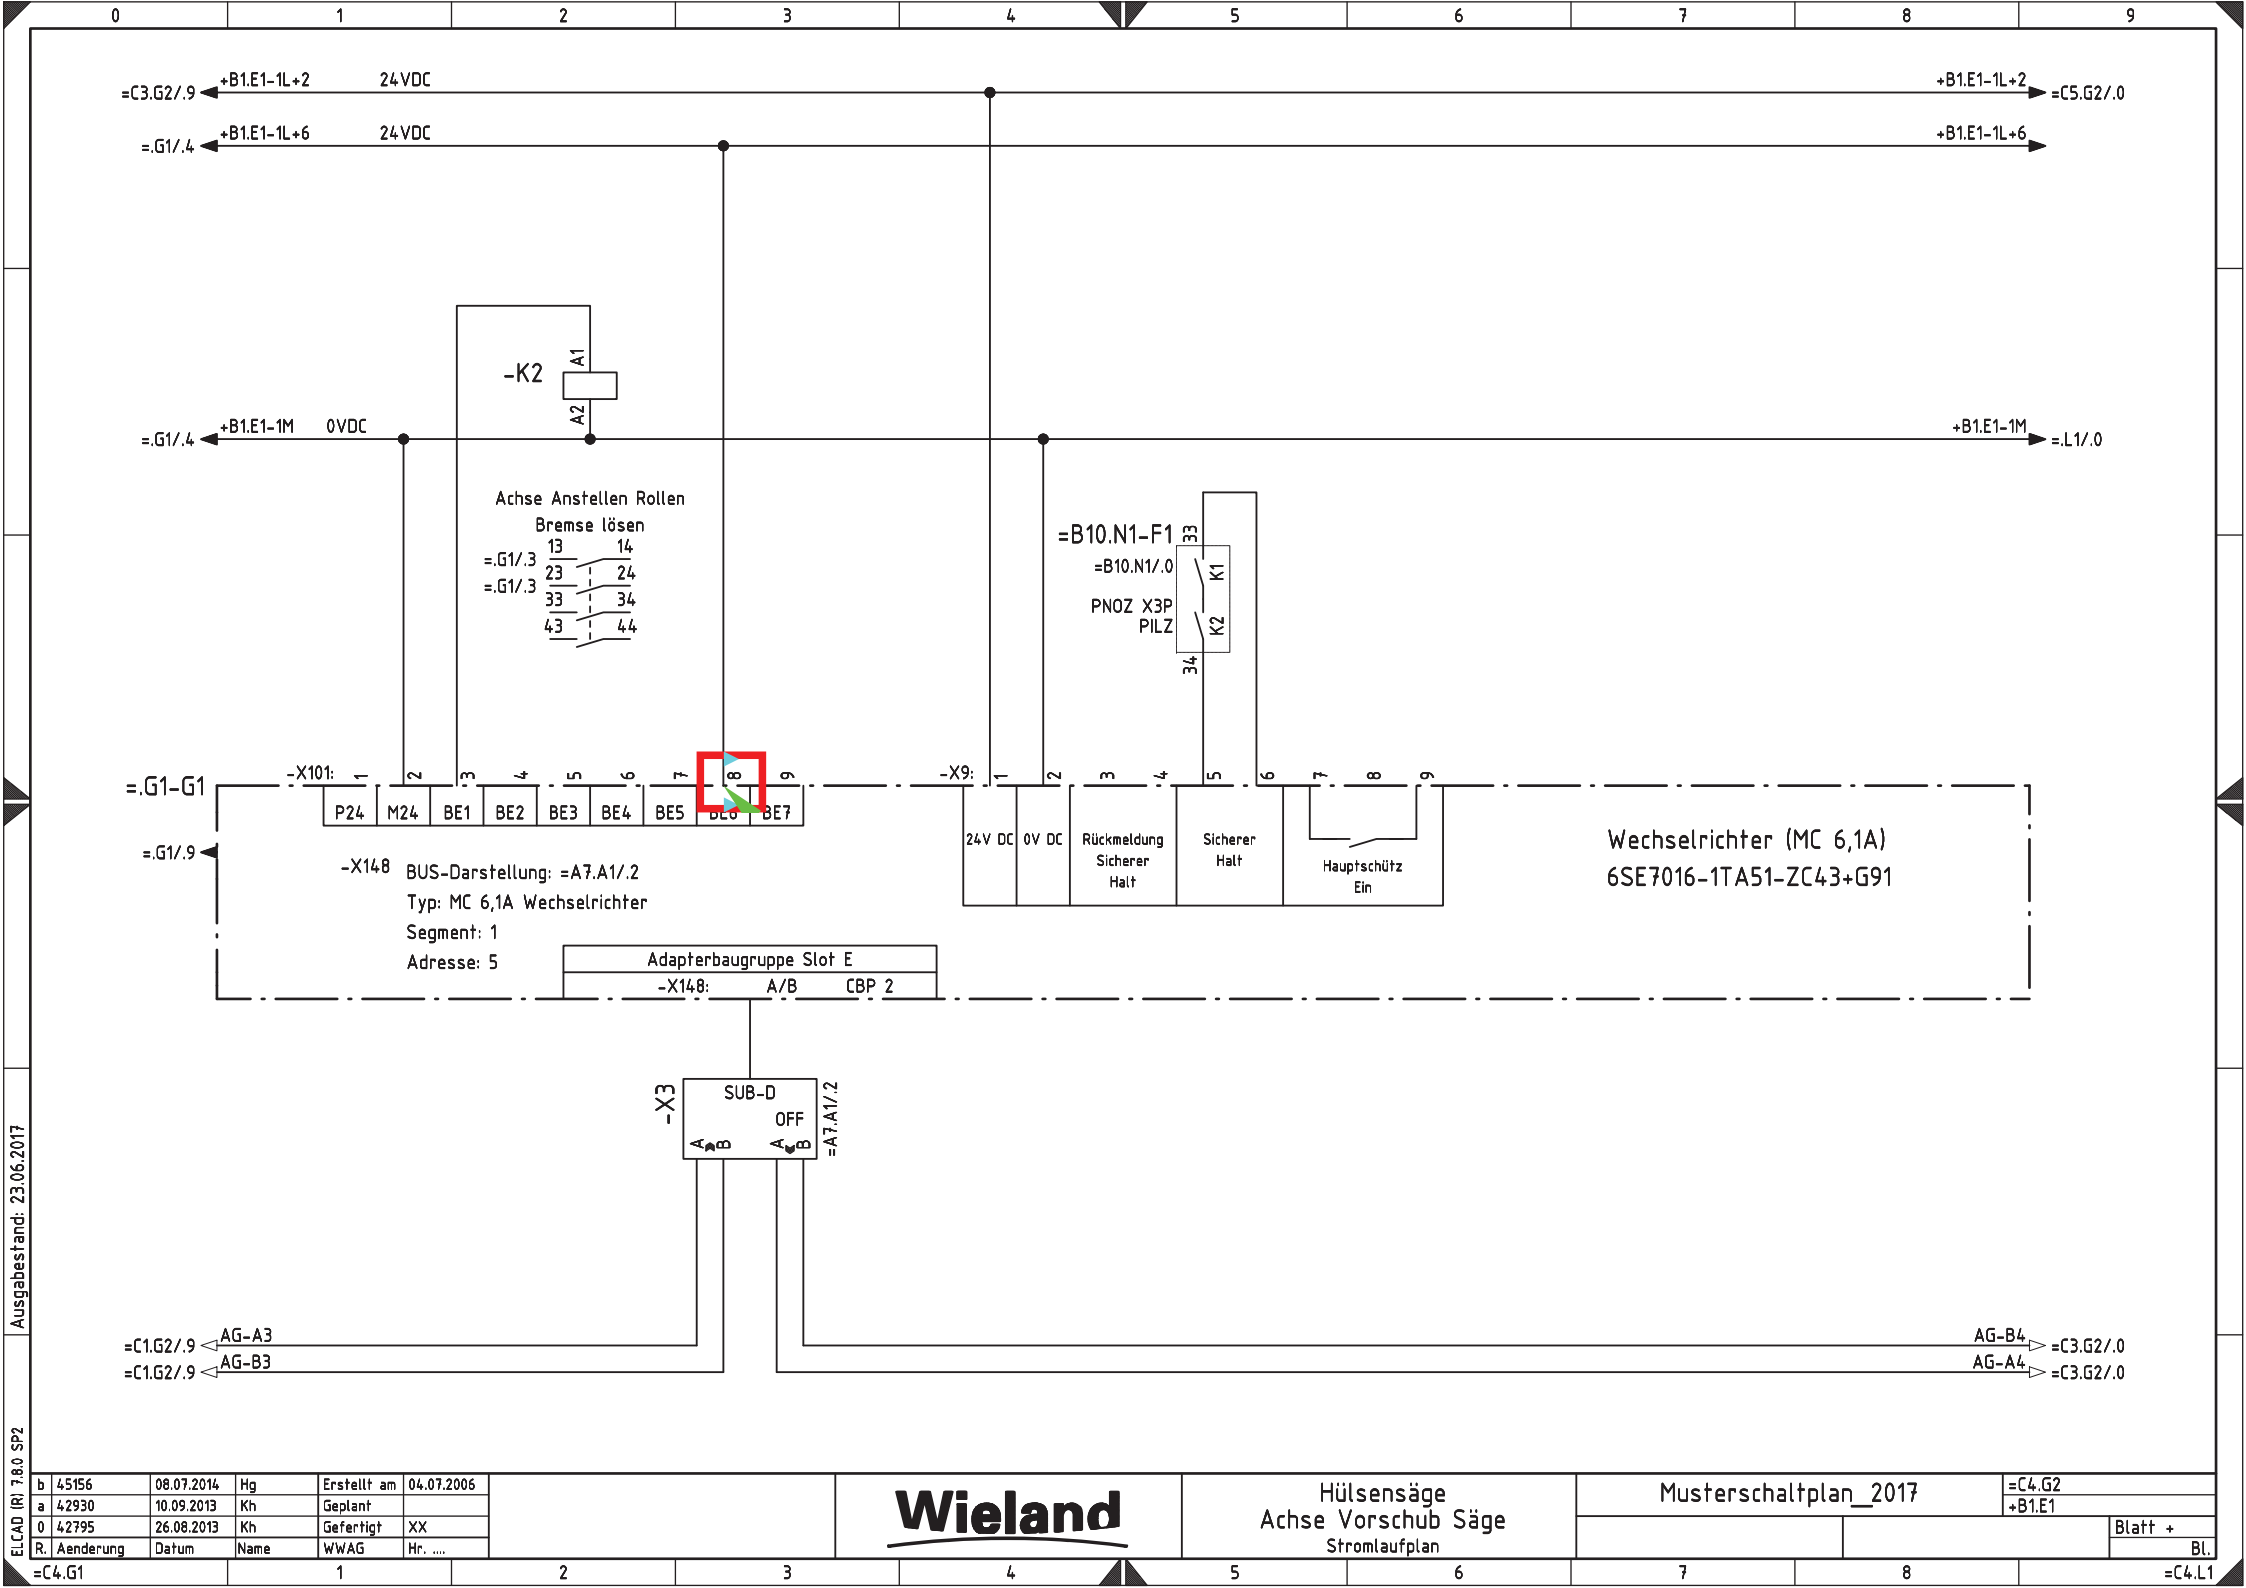 0 1 2 3 4 5 6 7 8 9
+B1.E1-1L+2 24VDC +B1.E1-1L+2
=C3.G2/.9 =C5.G2/.0
+B1.E1-1L+6 24VDC +B1.E1-1L+6
=.G1/.4
A1
-K2
A2
+B1.E1-1M 0VDC +B1.E1-1M
=.G1/.4 =.L1/.0
Achse Anstellen Rollen
Bremse lösen
13 14
=.G1/.3
23 24
=.G1/.3
33 34
43 44
=B10.N1-F1 33
=B10.N1/.0 K1
PNOZ X3P
PILZ K2
34
=.G1-G1 -X101: 1 2 3 4 5 6 7 8 9 -X9: 1 2 3 4 5 6 7 8 9
P24 M24 BE1 BE2 BE3 BE4 BE5 BE6 BE7
24V DC 0V DC Rückmeldung Sicherer
Sicherer Halt
Halt
Hauptschütz
Ein
Wechselrichter (MC 6,1A)
6SE7016-1TA51-ZC43+G91
=.G1/.9
-X148 BUS-Darstellung: =A7.A1/.2
Typ: MC 6,1A Wechselrichter
Segment: 1
Adresse: 5
Adapterbaugruppe Slot E
-X148: A/B CBP 2
-X3 SUB-D =A7.A1/.2
OFF
A B A B
AG-A3 AG-B4
=C1.G2/.9 =C3.G2/.0
AG-B3 AG-A4
=C1.G2/.9 =C3.G2/.0
Ausgabestand: 23.06.2017
ELCAD (R) 7.8.0 SP2
b 45156 08.07.2014 Hg Erstellt am 04.07.2006
a 42930 10.09.2013 Kh Geplant
0 42795 26.08.2013 Kh Gefertigt XX
R. Aenderung Datum Name WWAG Hr. ....
Wieland
Hülsensäge
Achse Vorschub Säge
Stromlaufplan
Musterschaltplan_2017
=C4.G2
+B1.E1
Blatt +
Bl.
=C4.G1 1 2 3 4 5 6 7 8 =C4.L1